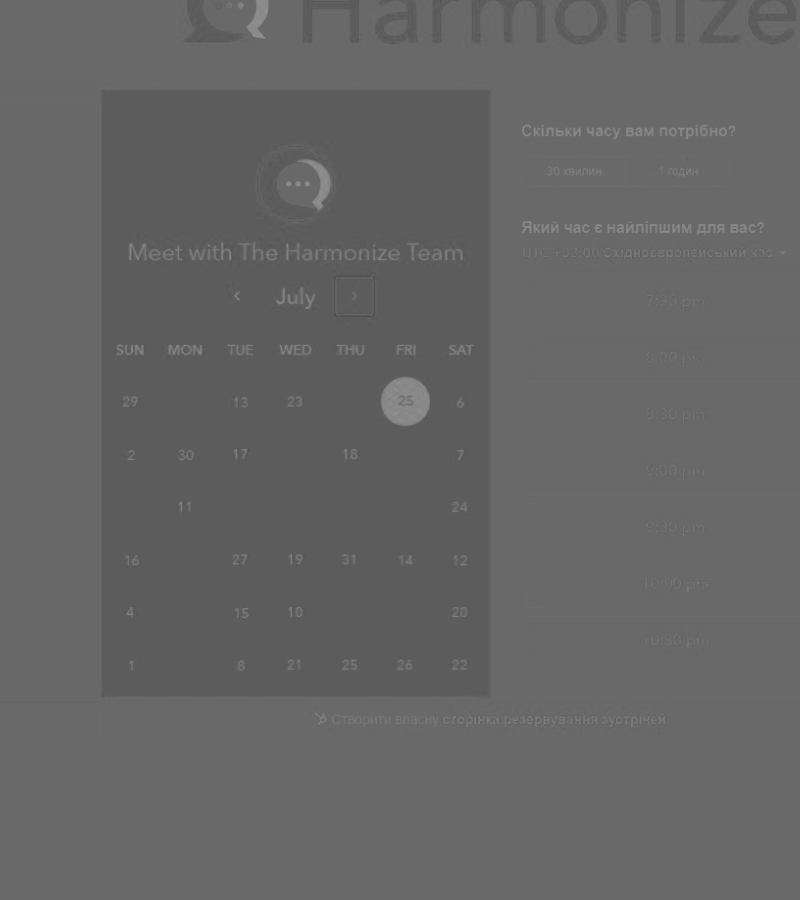 Harmonize
Скільки часу вам потрібно?
30 хвилин
1 годин
Який час є найліпшим для вас?
UTC +03:00 Східноєвропейський час
Meet with The Harmonize Team
July
SUN MON TUE WED THU FRI SAT
29 13 23 25 6
2 30 17 18 7
11 24
16 27 19 31 14 12
4 15 10 20
1 8 21 25 26 22
7:30 pm
8:00 pm
8:30 pm
9:00 pm
9:30 pm
10:00 pm
10:30 pm
Створити власну сторінка резервування зустрічей